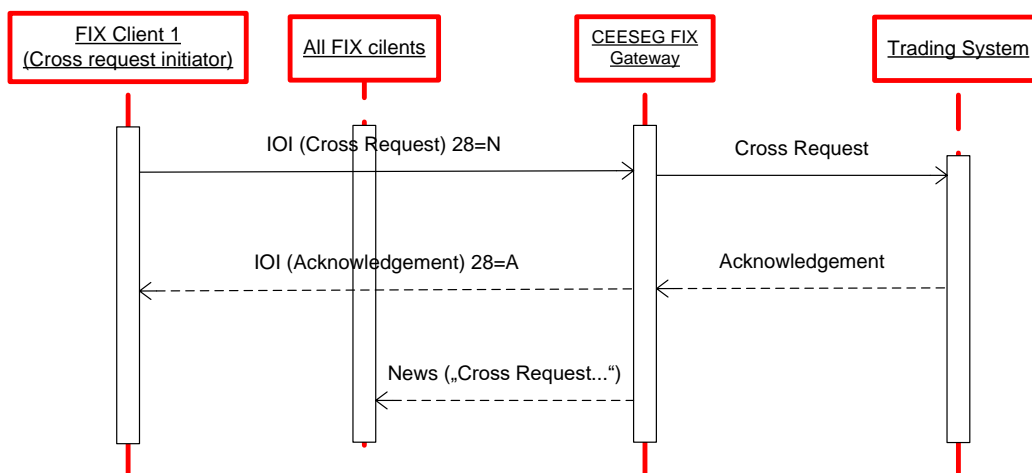 FIX Client 1
(Cross request initiator)
All FIX cilents
CEESEG FIX
Gateway
Trading System
IOI (Cross Request) 28=N
Cross Request
IOI (Acknowledgement) 28=A
Acknowledgement
News („Cross Request...“)